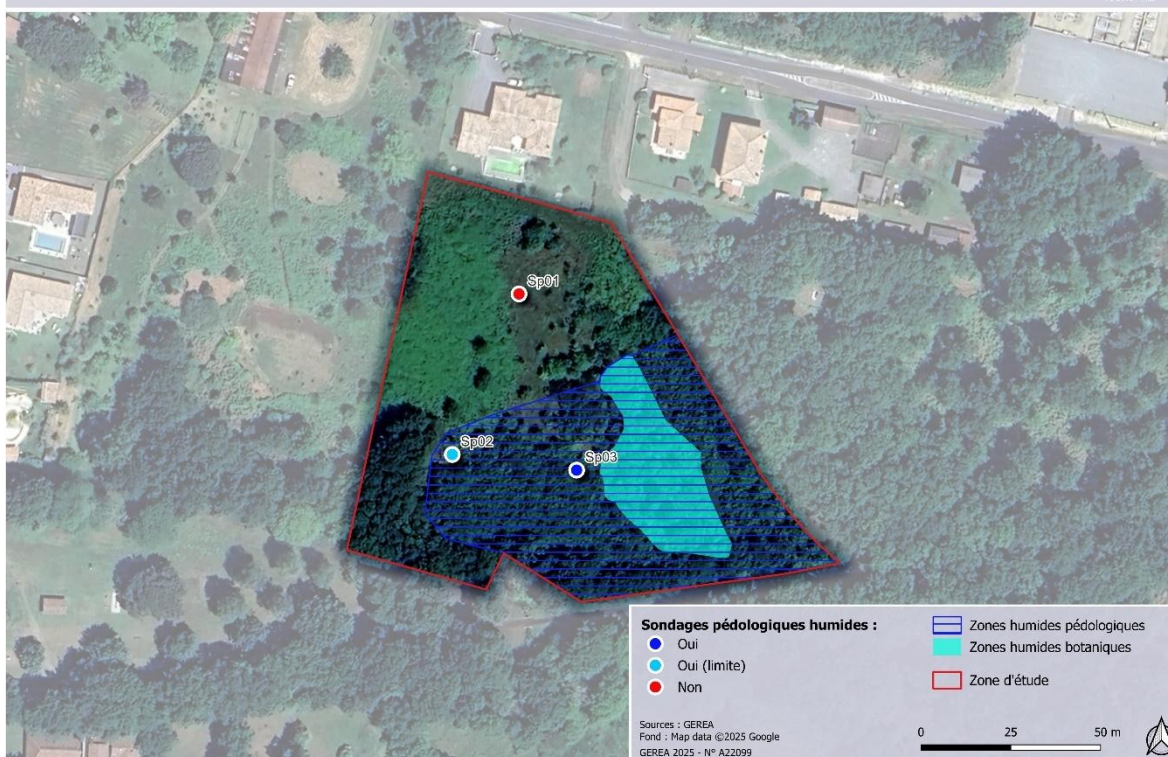 Sp01
Sp02
Sp03
Sondages pédologiques humides :
Oui
Oui (limite)
Non
Zones humides pédologiques
Zones humides botaniques
Zone d'étude
Sources : GEREA
Fond : Map data ©2025 Google
GEREA 2025 - N° A22099
0 25 50 m